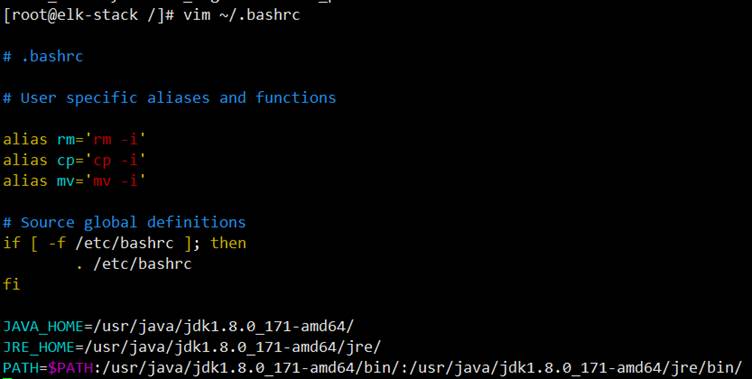 [root@elk-stack /]# vim ~/.bashrc
# .bashrc
# User specific aliases and functions
alias rm='rm -i'
alias cp='cp -i'
alias mv='mv -i'
# Source global definitions
if [ -f /etc/bashrc ]; then
        . /etc/bashrc
fi
JAVA_HOME=/usr/java/jdk1.8.0_171-amd64/
JRE_HOME=/usr/java/jdk1.8.0_171-amd64/jre/
PATH=$PATH:/usr/java/jdk1.8.0_171-amd64/bin/:/usr/java/jdk1.8.0_171-amd64/jre/bin/